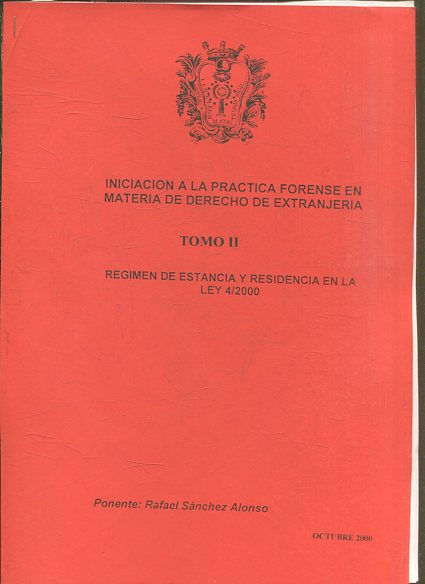 INICIACION A LA PRACTICA FORENSE EN
MATERIA DE DERECHO DE EXTRANJERIA
TOMO II
REGIMEN DE ESTANCIA Y RESIDENCIA EN LA
LEY 4/2000
Ponente: Rafael Sánchez Alonso
OCTUBRE 2000